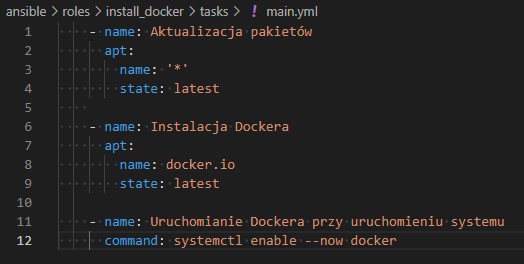 ansible > roles > install_docker > tasks > ! main.yml
1 - name: Aktualizacja pakietów
2 apt:
3 name: '*'
4 state: latest
5
6 - name: Instalacja Dockera
7 apt:
8 name: docker.io
9 state: latest
10
11 - name: Uruchomianie Dockera przy uruchomieniu systemu
12 command: systemctl enable --now docker